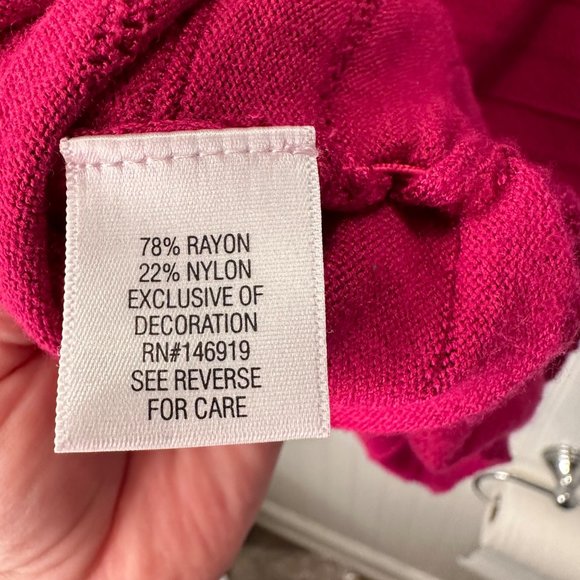 78% RAYON
22% NYLON
EXCLUSIVE OF
DECORATION
RN#146919
SEE REVERSE
FOR CARE